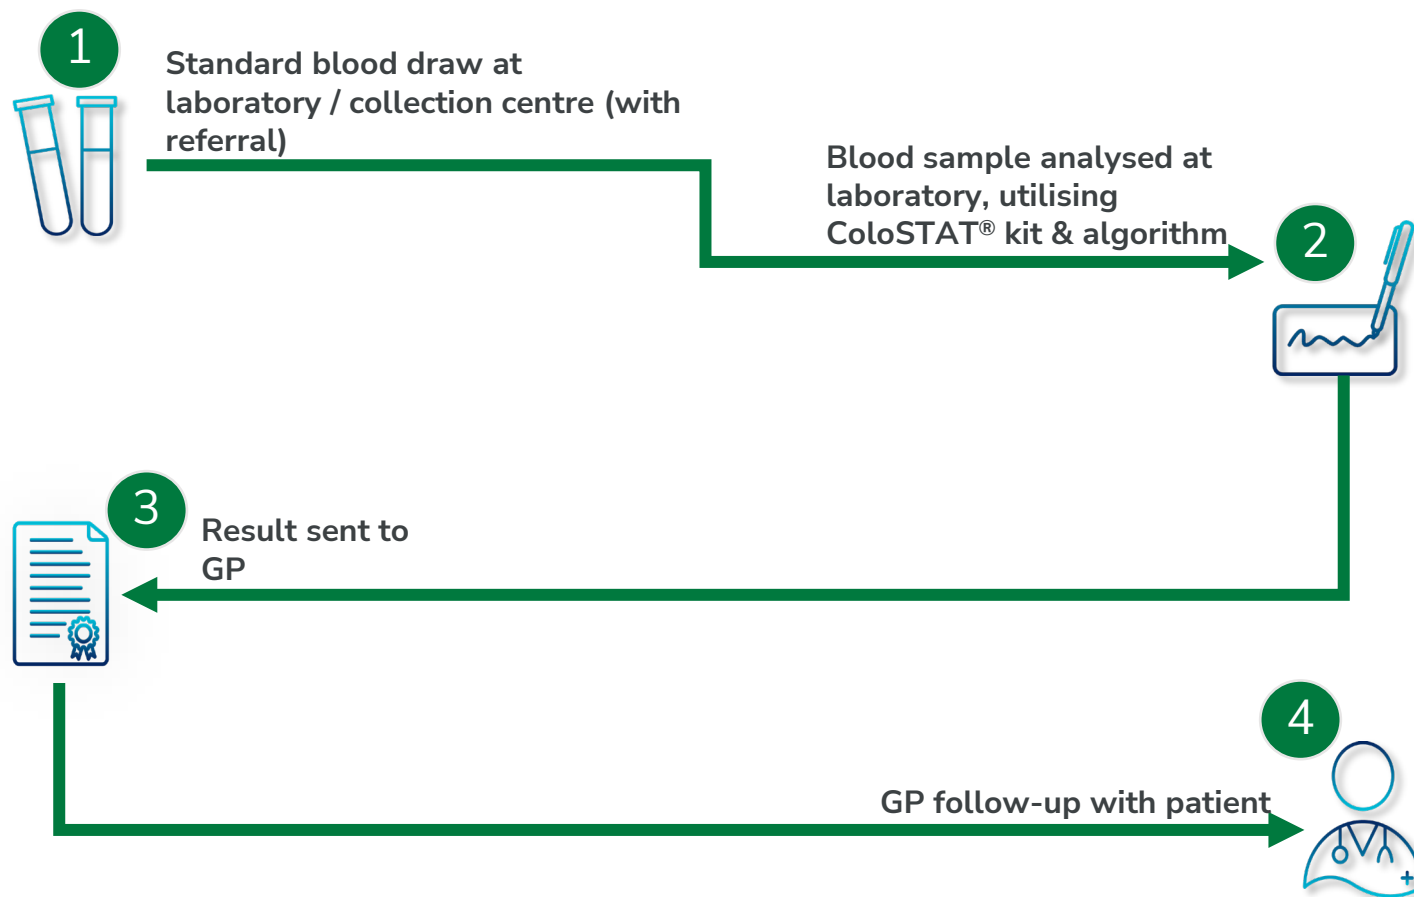 1
Standard blood draw at
laboratory / collection centre (with
referral)
Blood sample analysed at
laboratory, utilising
ColoSTAT® kit & algorithm
2
3
Result sent to
GP
4
GP follow-up with patient